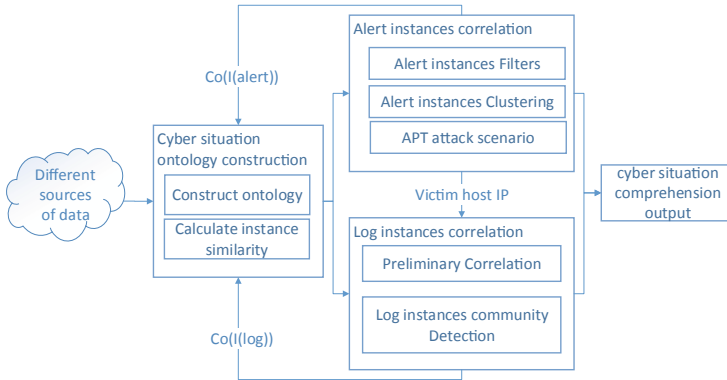 Alert instances correlation
Alert instances Filters
Co(I(alert))
Alert instances Clustering
APT attack scenario
Cyber situation
ontology construction
Different
sources
of data
Construct ontology
Calculate instance
similarity
cyber situation
comprehension
output
Victim host IP
Log instances correlation
Preliminary Correlation
Log instances community
Detection
Co(I(log))